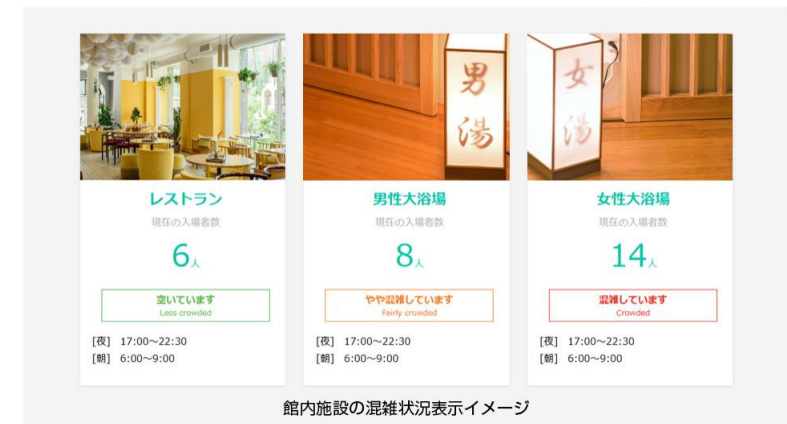 男湯
女湯
レストラン
現在の入場者数
6人
空いています
Less crowded
[夜] 17:00～22:30
[朝] 6:00～9:00
男性大浴場
現在の入場者数
8人
やや混雑しています
Fairly crowded
[夜] 17:00～22:30
[朝] 6:00～9:00
女性大浴場
現在の入場者数
14人
混雑しています
Crowded
[夜] 17:00～22:30
[朝] 6:00～9:00
館内施設の混雑状況表示イメージ